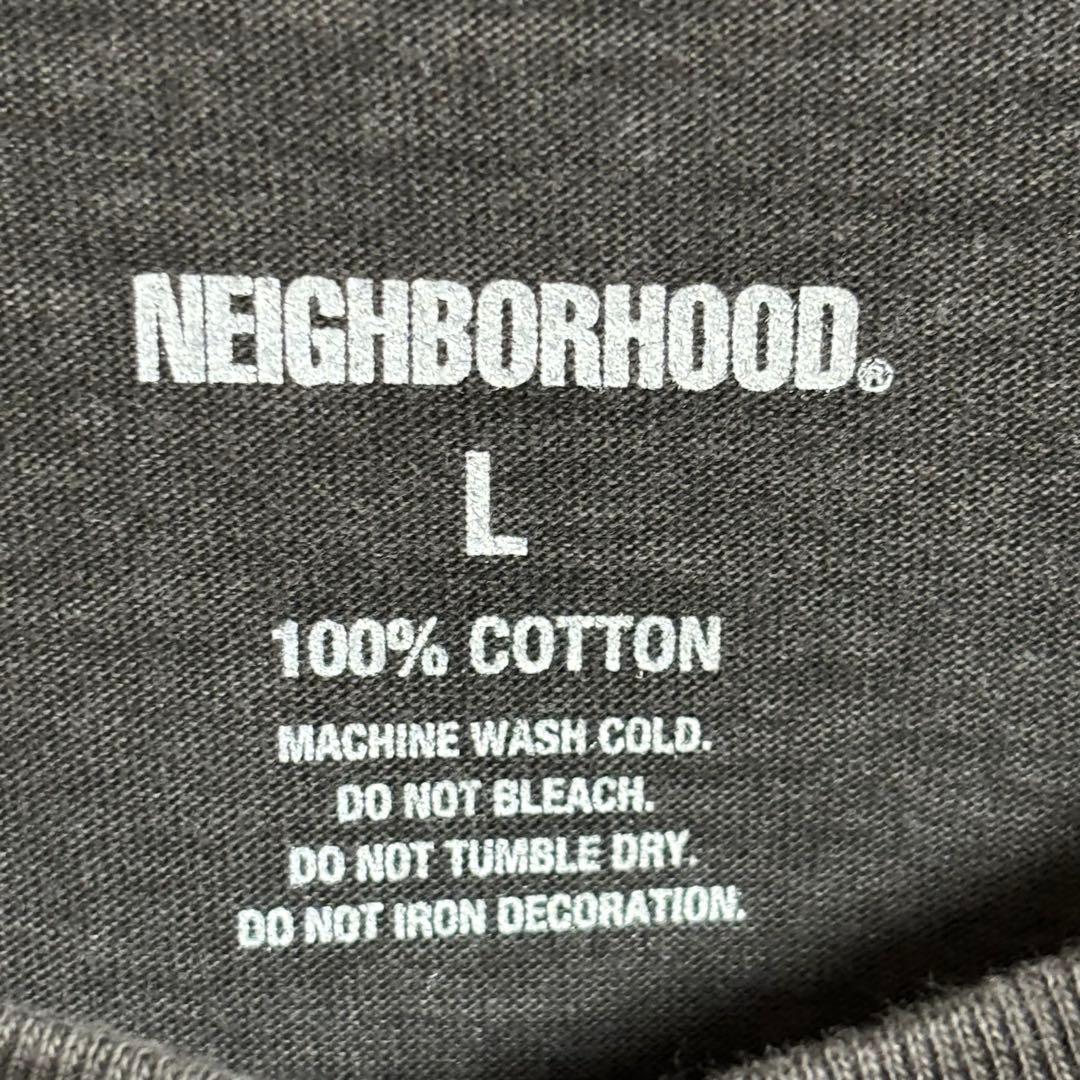 NEIGHBORHOOD®
L
100% COTTON
MACHINE WASH COLD.
DO NOT BLEACH.
DO NOT TUMBLE DRY.
DO NOT IRON DECORATION.